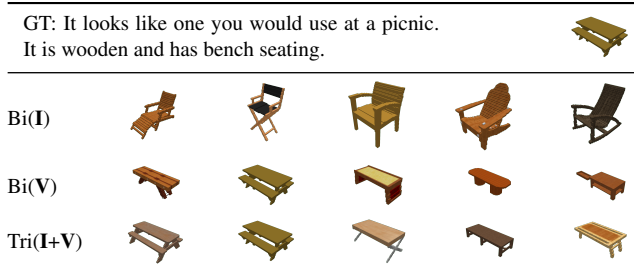 GT: It looks like one you would use at a picnic.
It is wooden and has bench seating.
Bi(I)
Bi(V)
Tri(I+V)